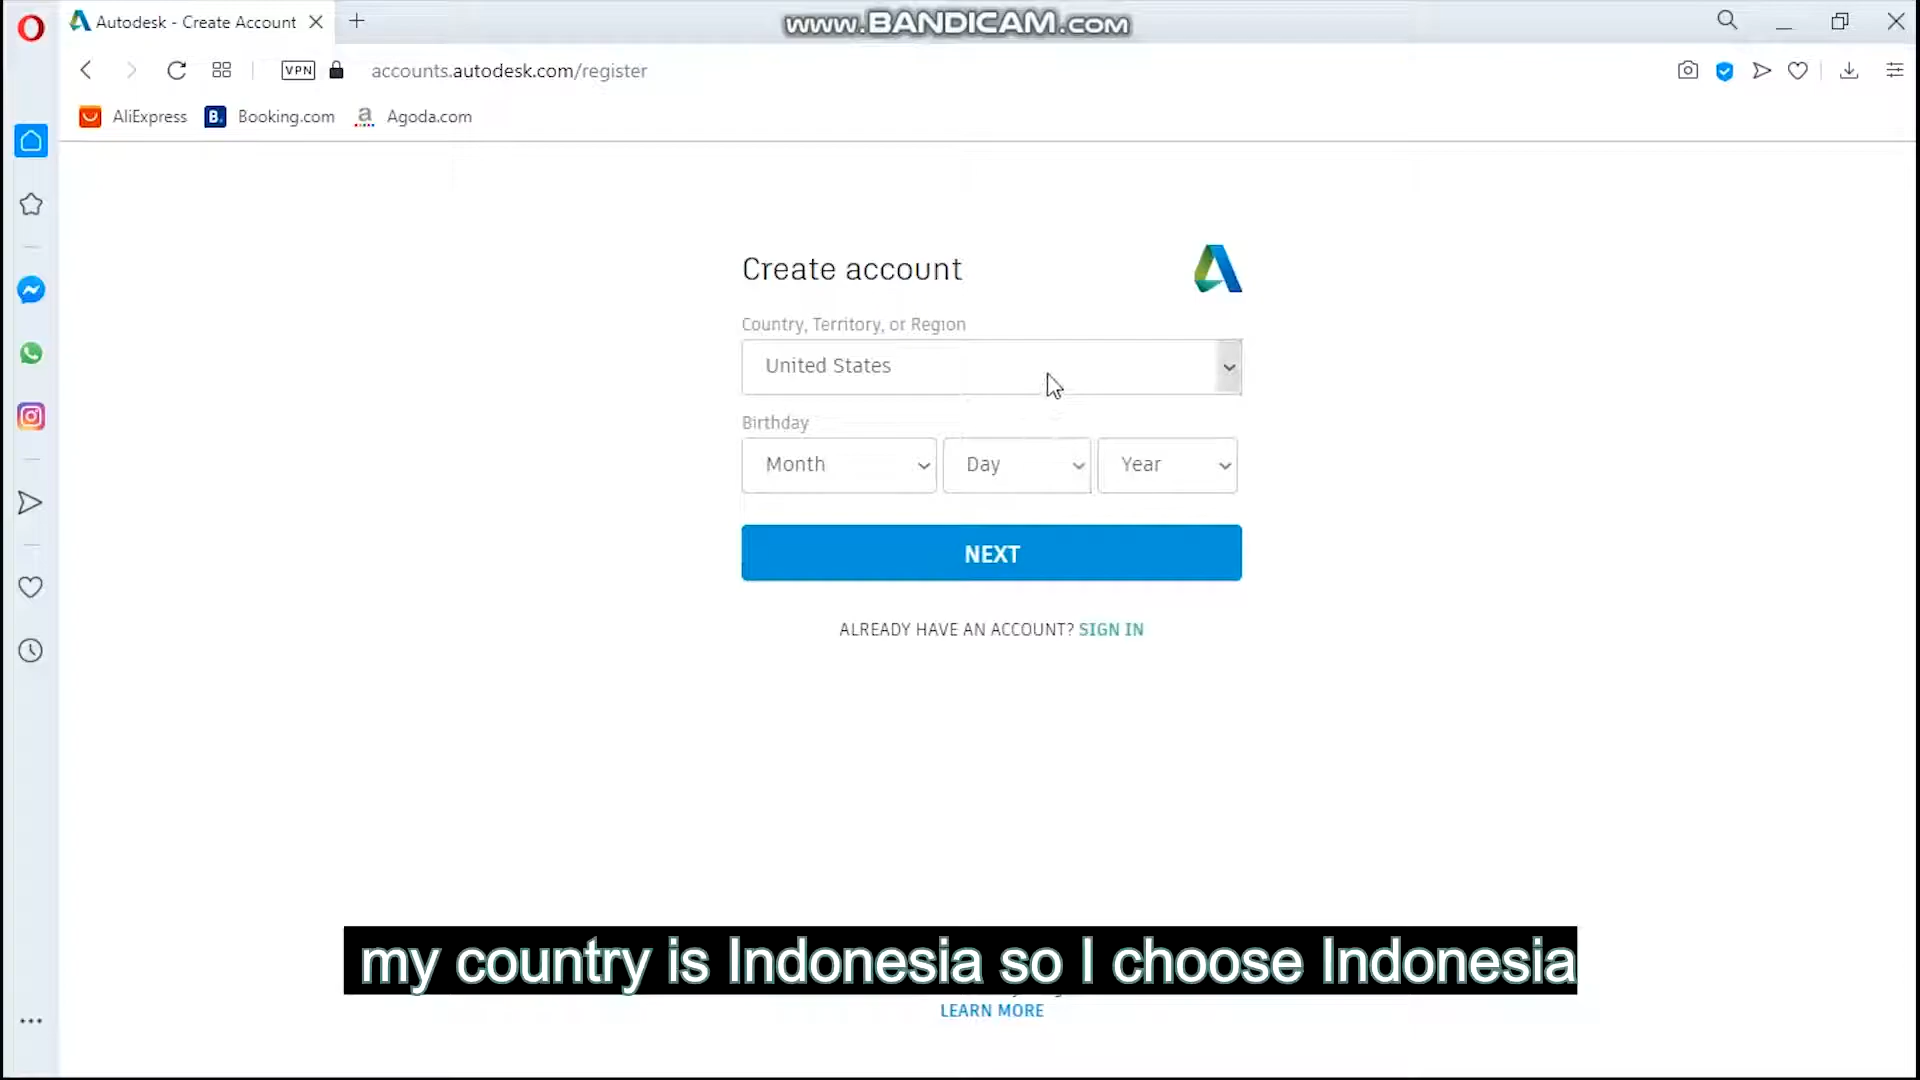 Autodesk - Create Account
www.BANDICAM.com
VPN
accounts.autodesk.com/register
AliExpress
B. Booking.com
a Agoda.com
Create account
Country, Territory, or Region
United States
Birthday
Month
Day
Year
NEXT
ALREADY HAVE AN ACCOUNT? SIGN IN
my country is Indonesia so I choose Indonesia
LEARN MORE